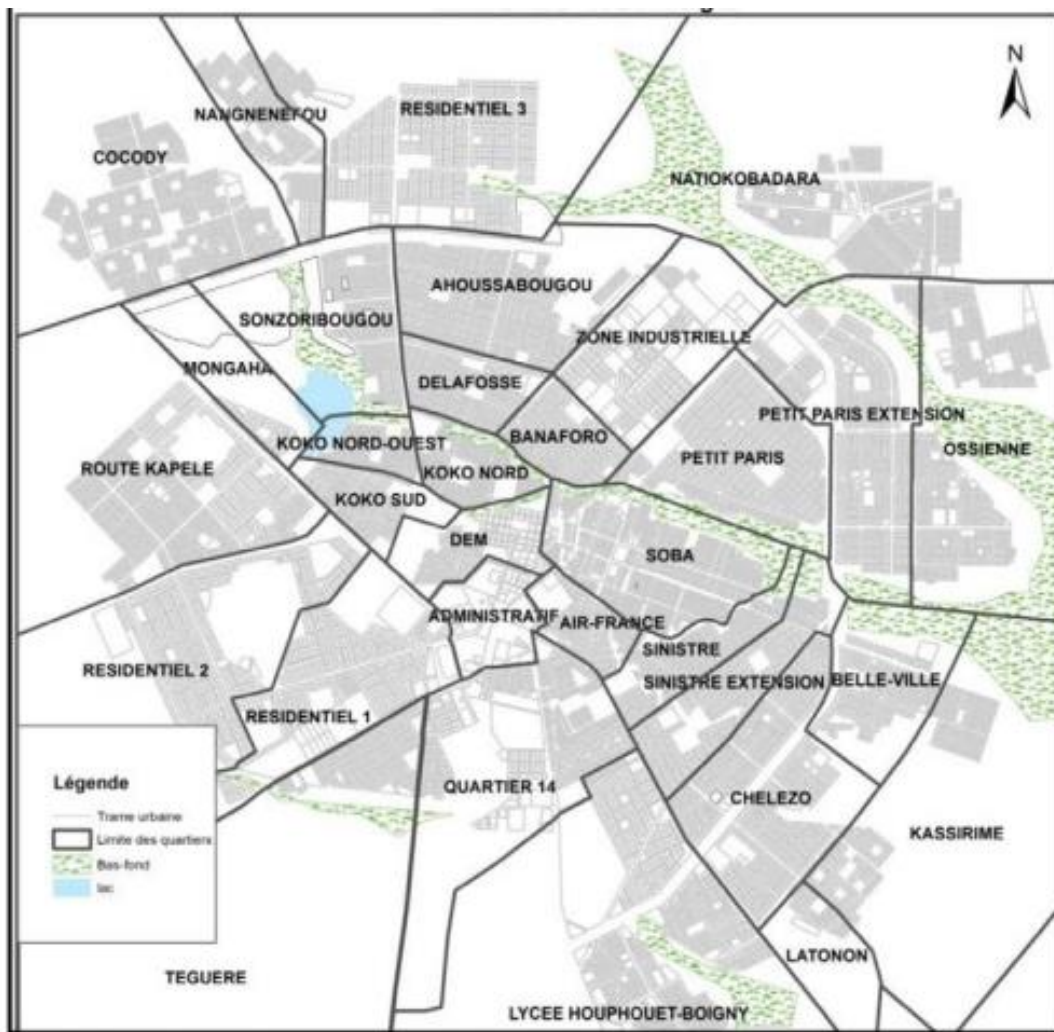 N
NANGNENEFOU
RESIDENTIEL 3
COCODY
NATIOKOBADARA
AHOUSSABOUGOU
SONZORIBOUGOU
ZONE INDUSTRIELLE
MONGAHA
DELAFOSSE
PETIT PARIS EXTENSION
KOKO NORD-OUEST
BANAFORO
OSSIENNE
PETIT PARIS
ROUTE KAPELE
KOKO NORD
KOKO SUD
DEM
SOBA
ADMINISTRATIF
AIR-FRANCE
SINISTRE
RESIDENTIEL 2
SINISTRE EXTENSION
BELLE-VILLE
RESIDENTIEL 1
QUARTIER 14
CHELEZO
KASSIRIME
Légende
Trame urbaine
Limite des quartiers
Bas-fond
lac
LATONON
TEGUERE
LYCEE HOUPHOUET-BOIGNY